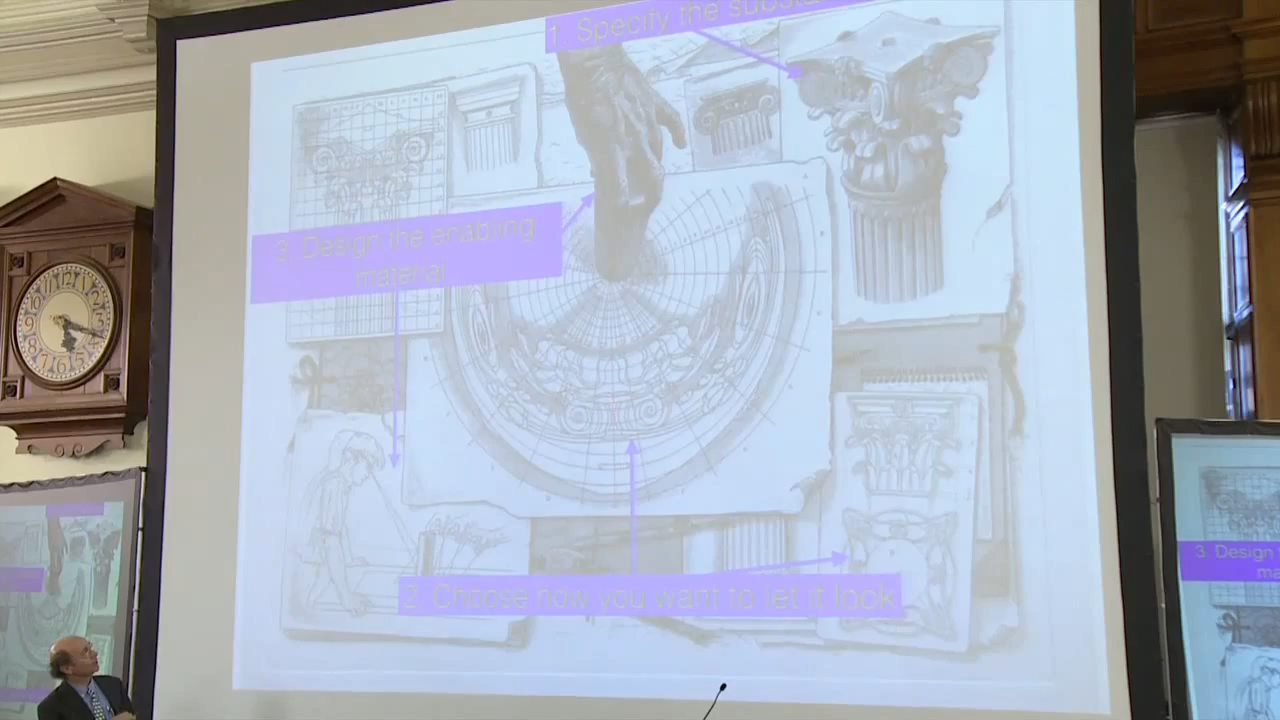 1. Specify the
3. Design the enabling
material
2. Choose how you want to let it look
3. Design